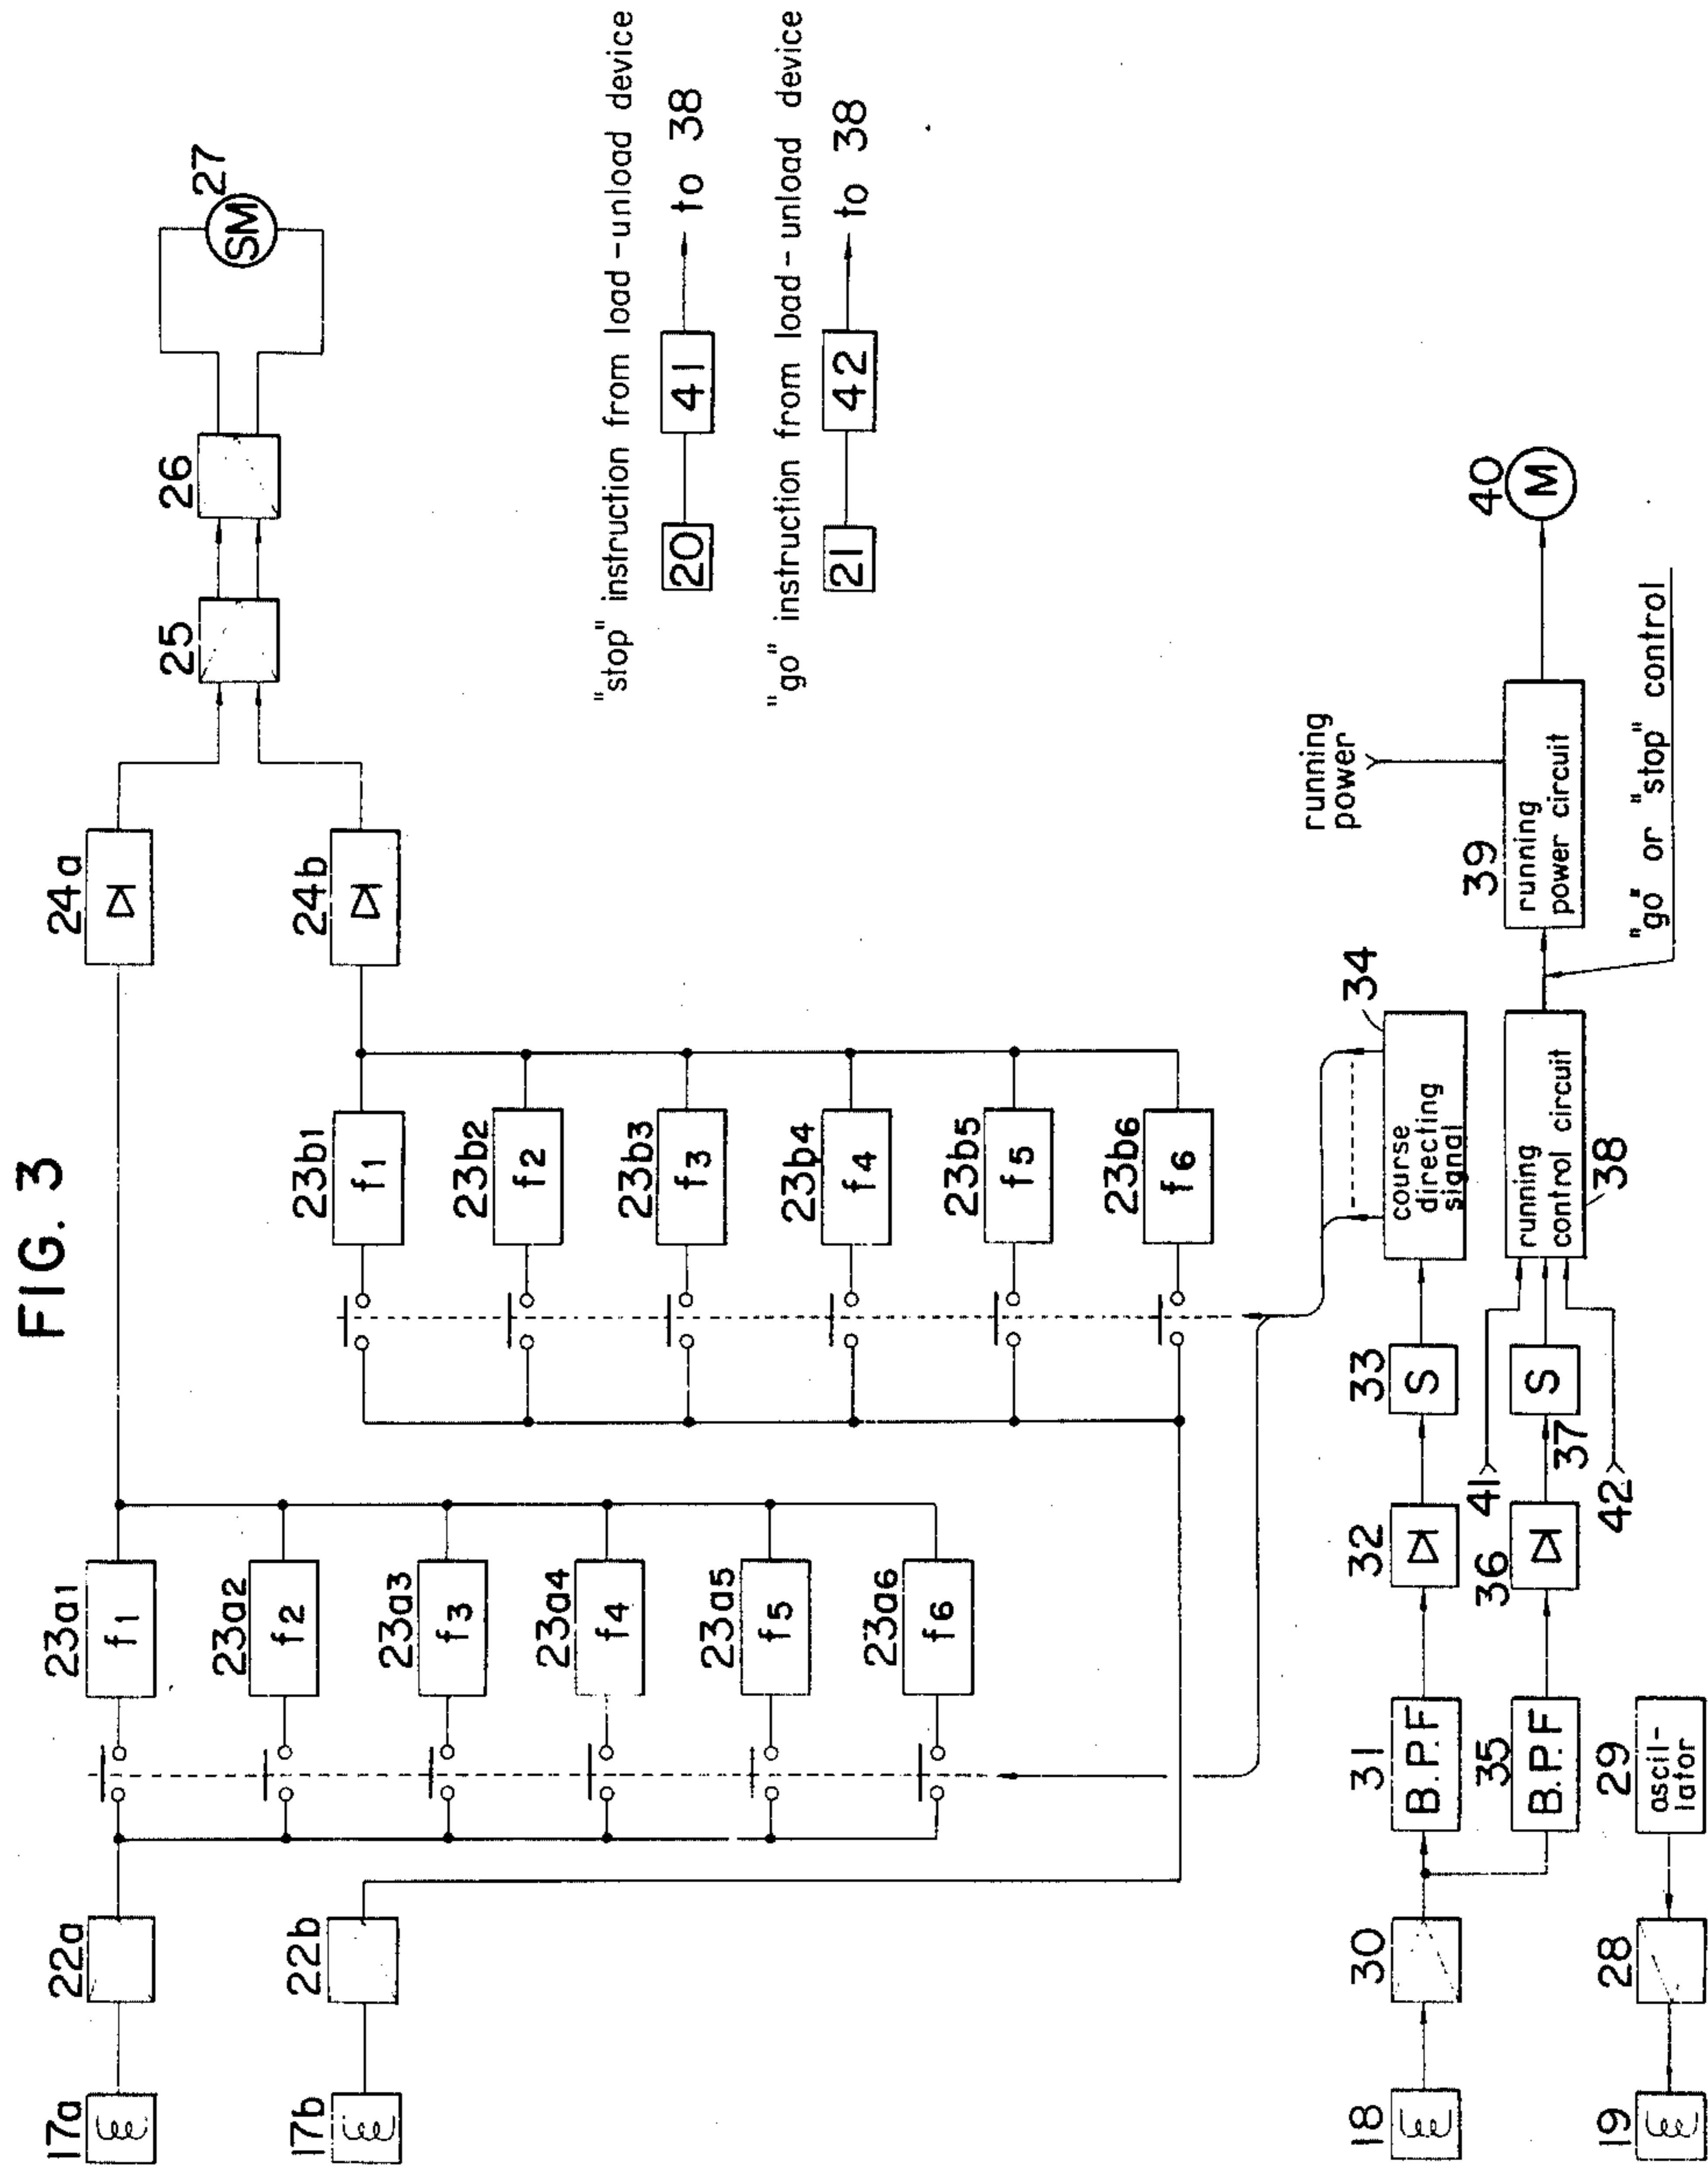 FIG. 3
17a
22a
23a1
f1
23a2
f2
23a3
f3
23a4
f4
23a5
f5
23a6
f6
24a
17b
22b
23b1
f1
23b2
f2
23b3
f3
23b4
f4
23b5
f5
23b6
f6
24b
25
26
27
SM
"stop" instruction from load-unload device
20
41
to 38
"go" instruction from load-unload device
21
42
to 38
18
30
31
B.P.F
32
33
S
34
course
directing
signal
35
B.P.F
36
37
S
41
42
38
running
control circuit
39
running
power circuit
running
power
40
M
"go" or "stop" control
19
28
29
ascil-
lator